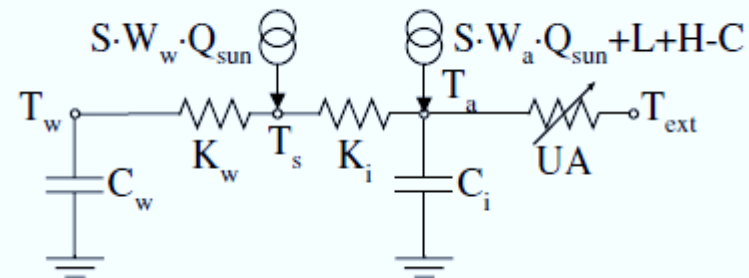 S·W_w·Q_sun S·W_a·Q_sun+L+H-C
T_w T_a T_ext
K_w T_s K_i UA
C_w C_i